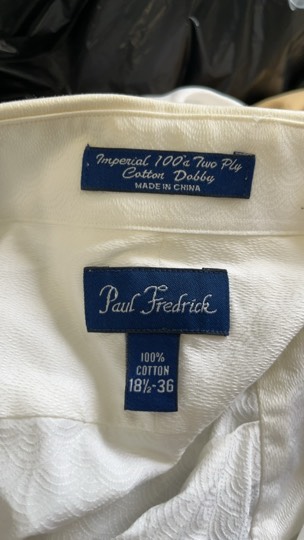 Imperial 100's Two Ply
Cotton Dobby
MADE IN CHINA
Paul Fredrick
100%
COTTON
18½-36